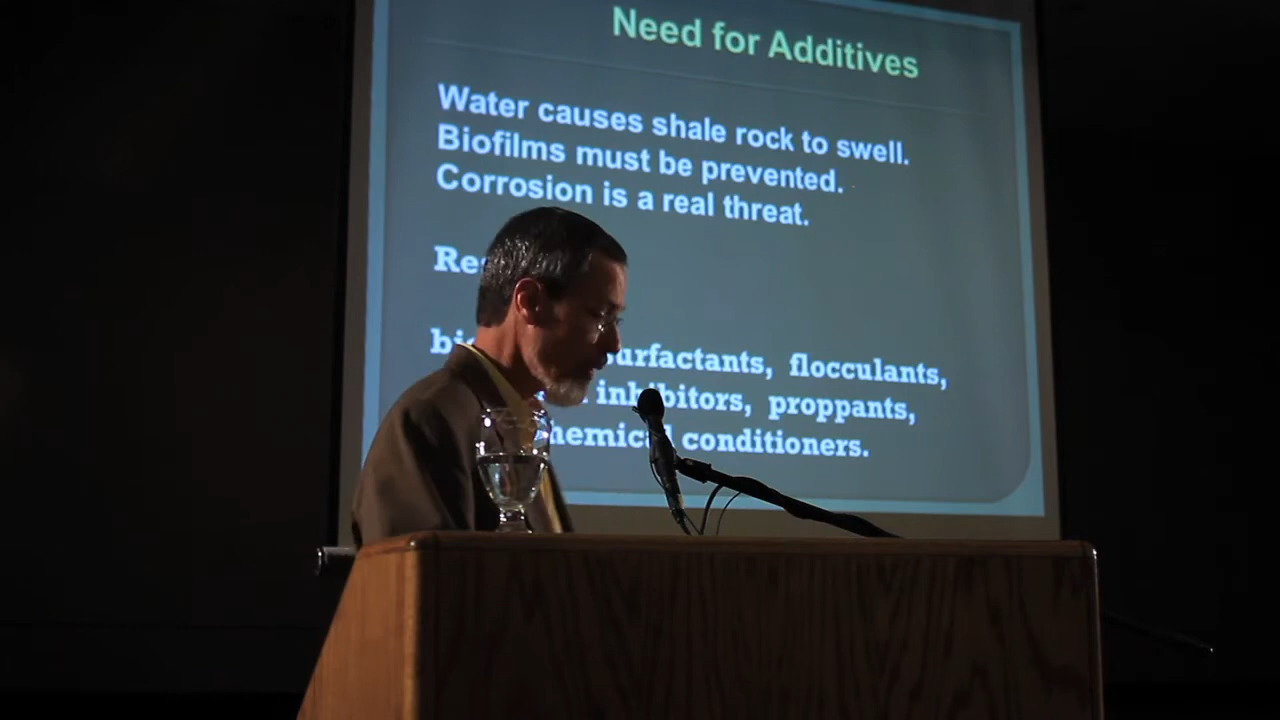 Need for Additives
Water causes shale rock to swell.
Biofilms must be prevented.
Corrosion is a real threat.
flocculants,
inhibitors, proppants,
conditioners.